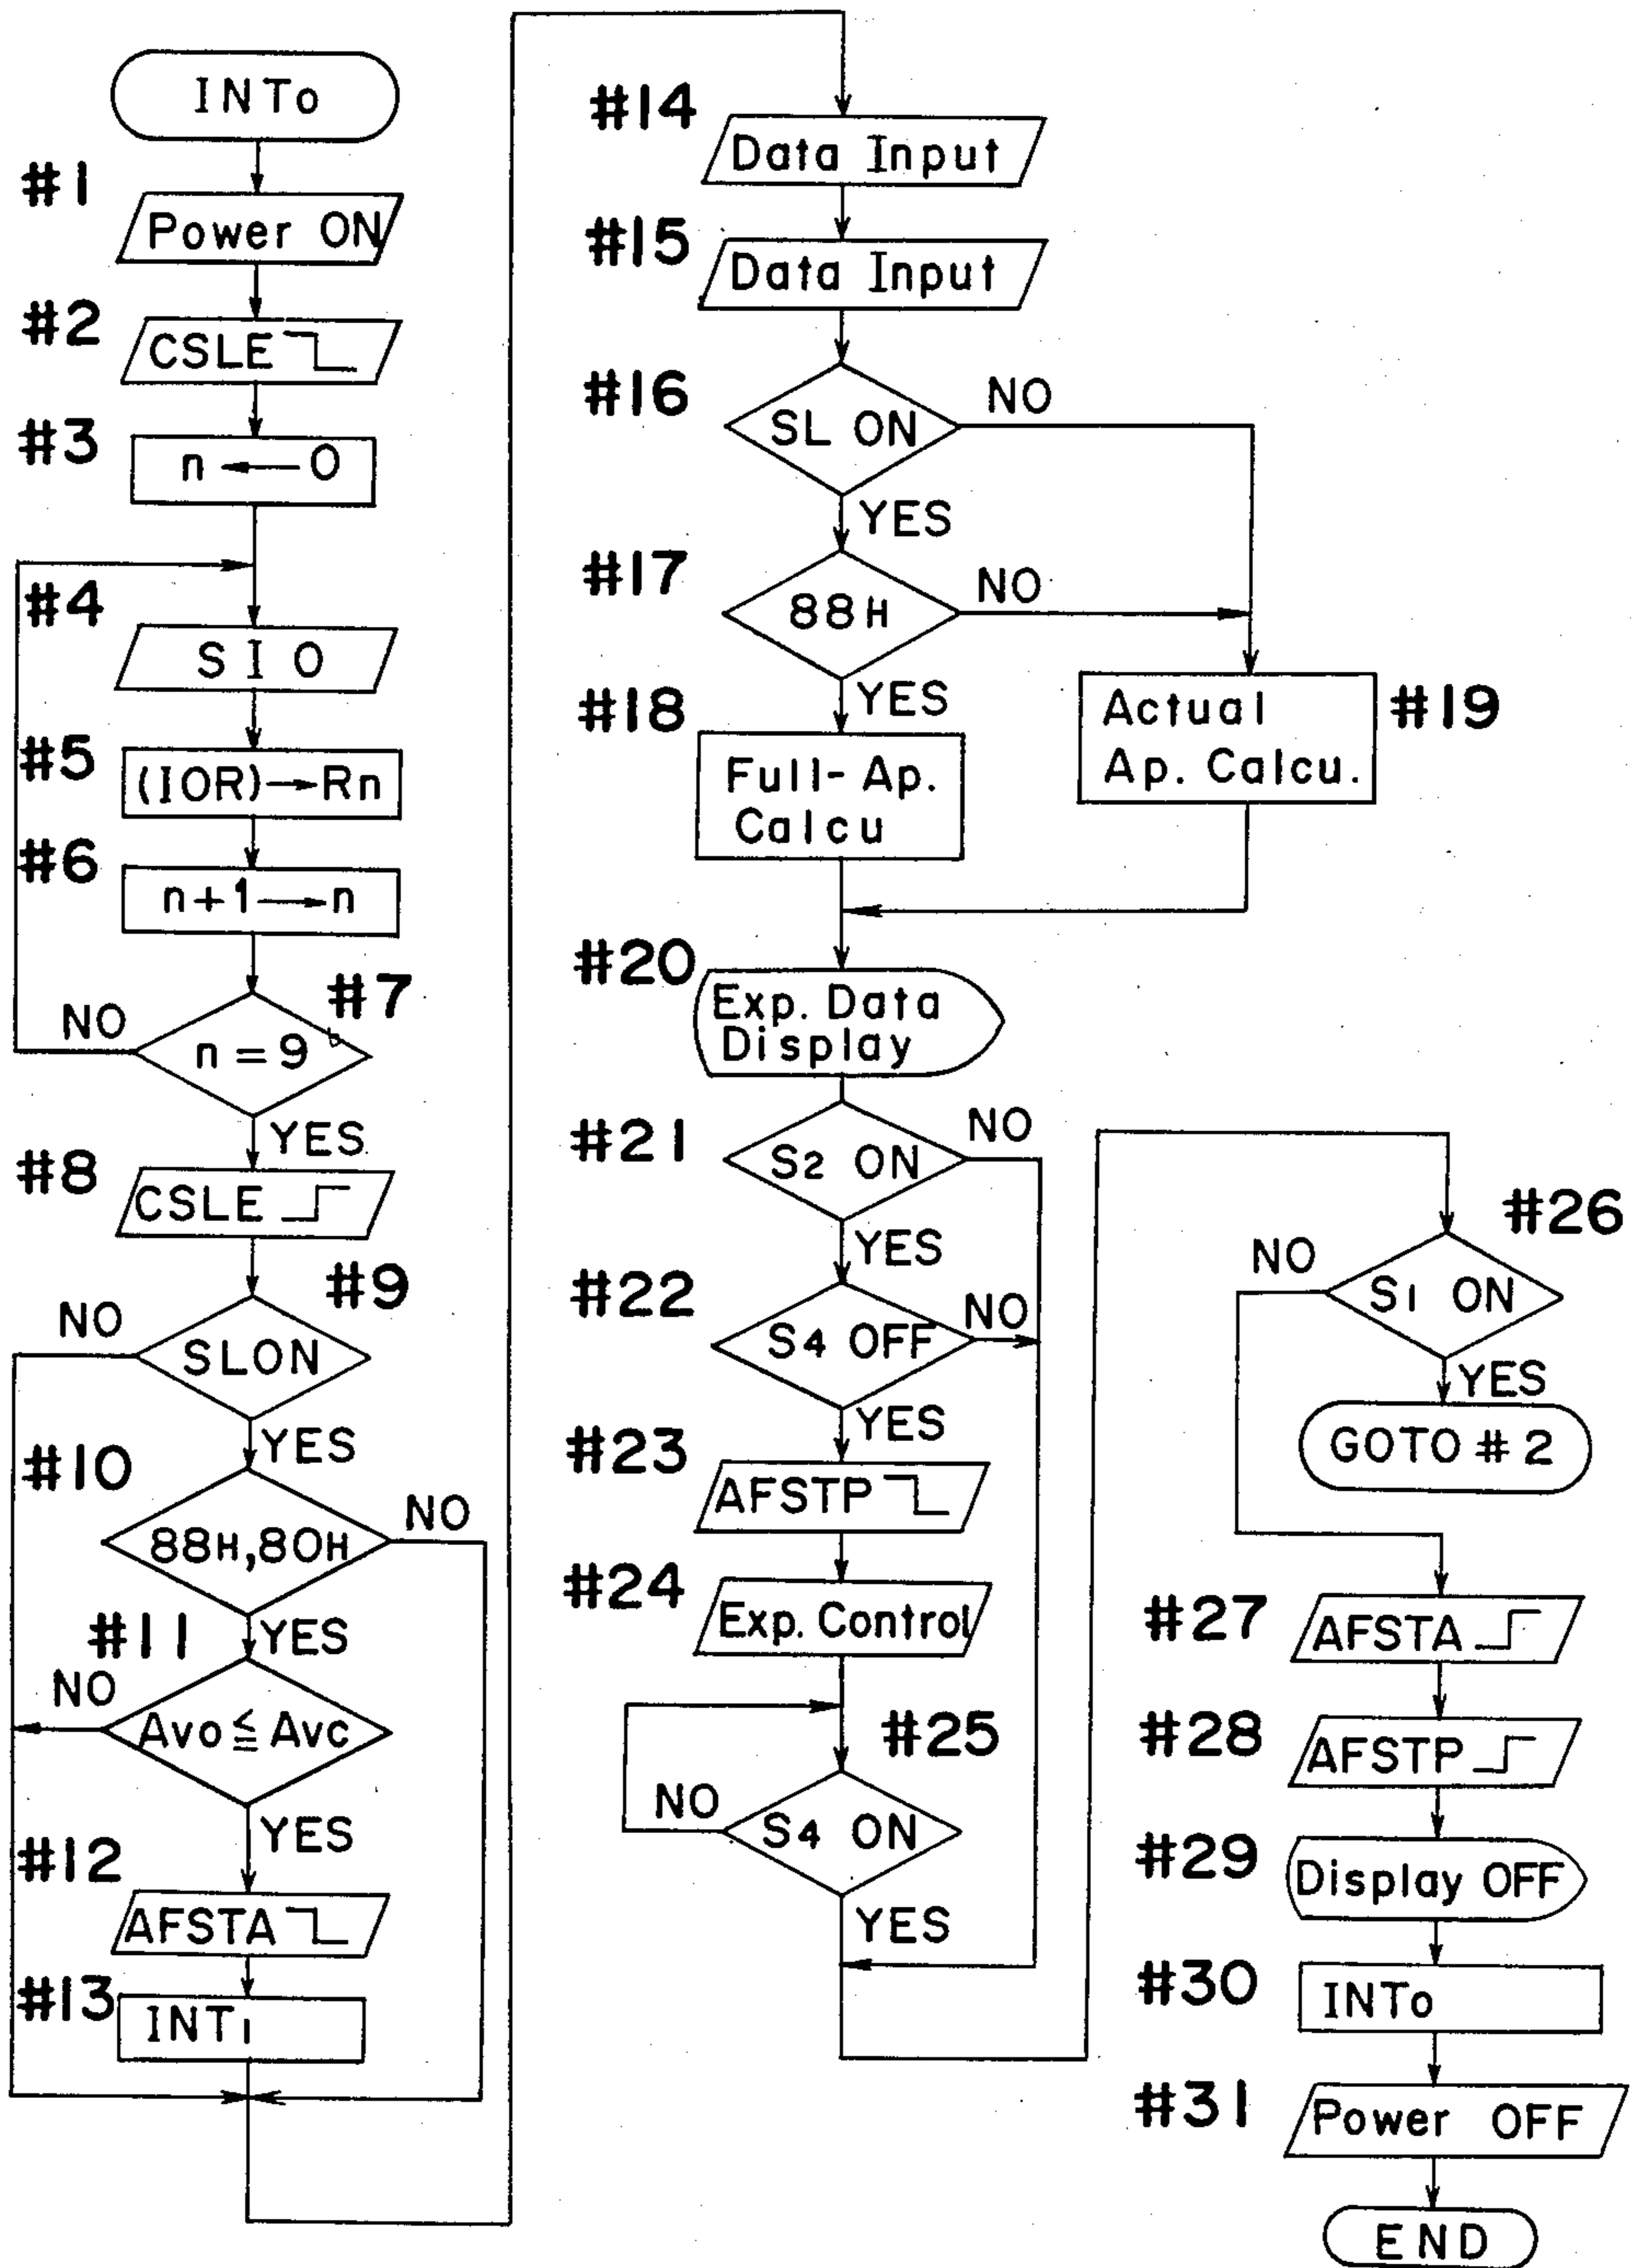 INTo
#1
Power ON
#2
CSLE
#3
n ← 0
#4
SIO
#5
(IOR)→Rn
#6
n+1→n
#7
NO
n=9
YES
#8
CSLE
#9
NO
SLON
YES
#10
NO
88H,80H
#11
YES
NO
Avo≦Avc
YES
#12
AFSTA
#13
INT1
#14
Data Input
#15
Data Input
#16
NO
SL ON
YES
#17
NO
88H
YES
#18
Full-Ap.
Calcu
Actual
Ap. Calcu.
#19
#20
Exp. Data
Display
#21
NO
S2 ON
YES
#22
NO
S4 OFF
YES
#23
AFSTP
#24
Exp. Control
#25
NO
S4 ON
YES
#26
NO
S1 ON
YES
GOTO #2
#27
AFSTA
#28
AFSTP
#29
Display OFF
#30
INTo
#31
Power OFF
END